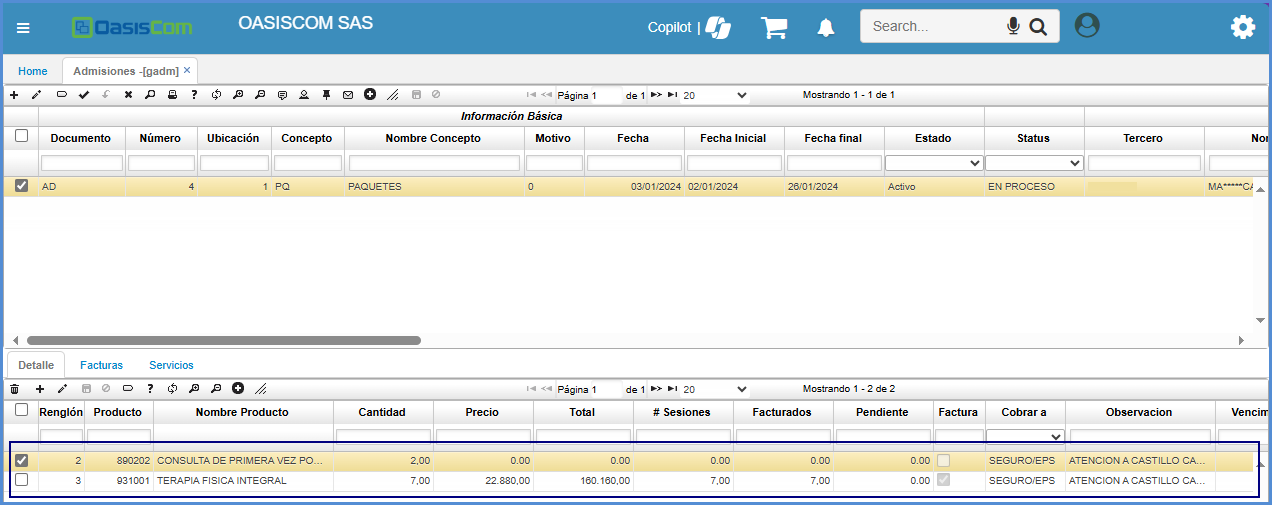 OasisCom
OASISCOM SAS
Copilot |
Search...
Home
Admisiones -[gadm] ×
Página 1 de 1 20 Mostrando 1 - 1 de 1
Información Básica
Documento Número Ubicación Concepto Nombre Concepto Motivo Fecha Fecha Inicial Fecha final Estado Status Tercero Nor
AD 4 1 PQ PAQUETES 0 03/01/2024 02/01/2024 26/01/2024 Activo EN PROCESO MA*****CA
Detalle Facturas Servicios
Página 1 de 1 20 Mostrando 1 - 2 de 2
Renglón Producto Nombre Producto Cantidad Precio Total # Sesiones Facturados Pendiente Factura Cobrar a Observacion Vencim
2 890202 CONSULTA DE PRIMERA VEZ PO... 2,00 0.00 0.00 0.00 0.00 0.00 SEGURO/EPS ATENCION A CASTILLO CA...
3 931001 TERAPIA FISICA INTEGRAL 7,00 22.880,00 160.160,00 7,00 7,00 0.00 SEGURO/EPS ATENCION A CASTILLO CA...